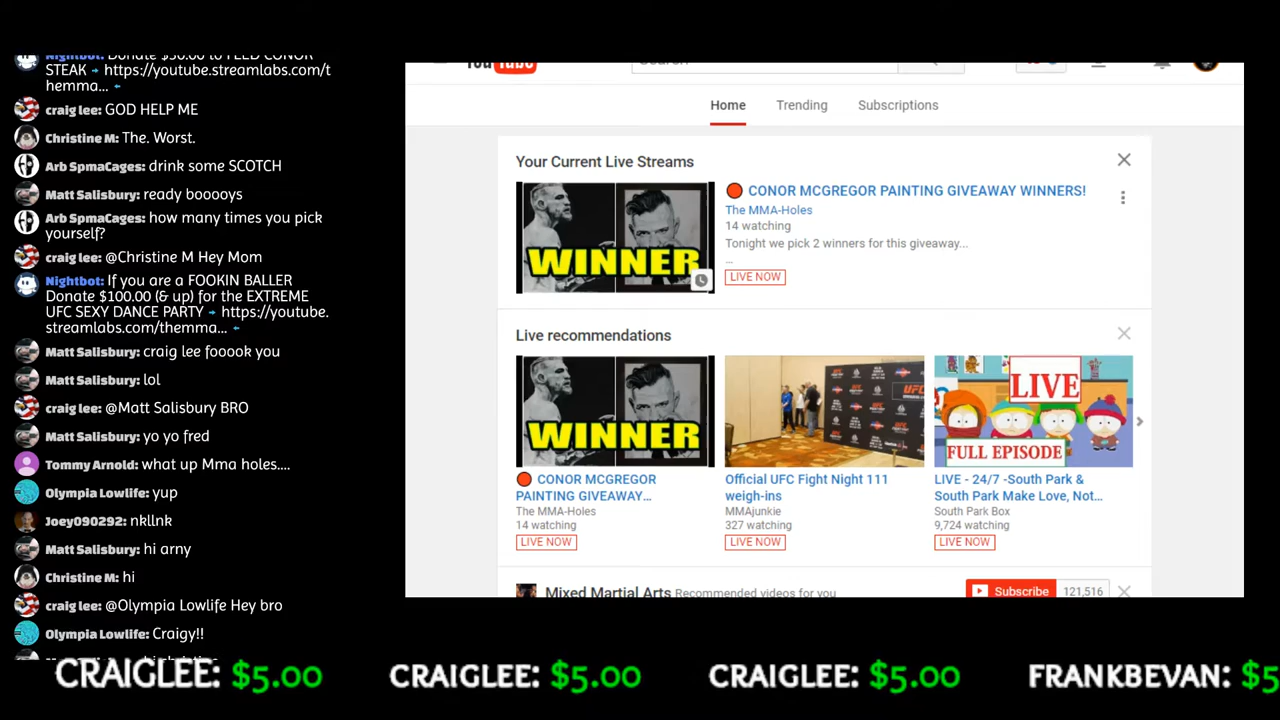 Nightbot: Donate $50.00 to FEED CONOR
STEAK → https://youtube.streamlabs.com/t
hemma... ←
craig lee: GOD HELP ME
Christine M: The. Worst.
Arb SpmaCages: drink some SCOTCH
Matt Salisbury: ready booooys
Arb SpmaCages: how many times you pick
yourself?
craig lee: @Christine M Hey Mom
Nightbot: If you are a FOOKIN BALLER
Donate $100.00 (& up) for the EXTREME
UFC SEXY DANCE PARTY → https://youtube.
streamlabs.com/themma... ←
Matt Salisbury: craig lee fooook you
Matt Salisbury: lol
craig lee: @Matt Salisbury BRO
Matt Salisbury: yo yo fred
Tommy Arnold: what up Mma holes....
Olympia Lowlife: yup
Joey090292: nkllnk
Matt Salisbury: hi arny
Christine M: hi
craig lee: @Olympia Lowlife Hey bro
Olympia Lowlife: Craigy!!
YouTube
Search
Home Trending Subscriptions
Your Current Live Streams
WINNER
CONOR MCGREGOR PAINTING GIVEAWAY WINNERS!
The MMA-Holes
14 watching
Tonight we pick 2 winners for this giveaway...
...
LIVE NOW
Live recommendations
WINNER
CONOR MCGREGOR
PAINTING GIVEAWAY...
The MMA-Holes
14 watching
LIVE NOW
UFC
Official UFC Fight Night 111
weigh-ins
MMAjunkie
327 watching
LIVE NOW
LIVE
FULL EPISODE
LIVE - 24/7 -South Park &
South Park Make Love, Not...
South Park Box
9,724 watching
LIVE NOW
Mixed Martial Arts Recommended videos for you
Subscribe 121,516
CRAIGLEE: $5.00 CRAIGLEE: $5.00 CRAIGLEE: $5.00 FRANKBEVAN: $5